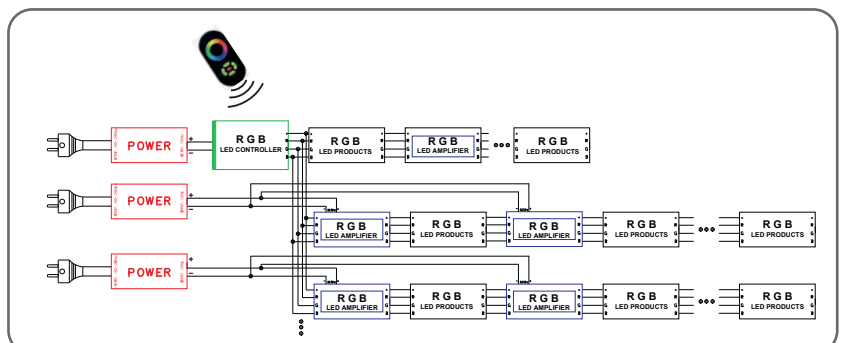 POWER
+
−
RGB
LED CONTROLLER
RGB
LED PRODUCTS
RGB
LED AMPLIFIER
RGB
LED PRODUCTS
POWER
+
−
RGB
LED AMPLIFIER
RGB
LED PRODUCTS
RGB
LED AMPLIFIER
RGB
LED PRODUCTS
RGB
LED PRODUCTS
POWER
+
−
RGB
LED AMPLIFIER
RGB
LED PRODUCTS
RGB
LED AMPLIFIER
RGB
LED PRODUCTS
RGB
LED PRODUCTS